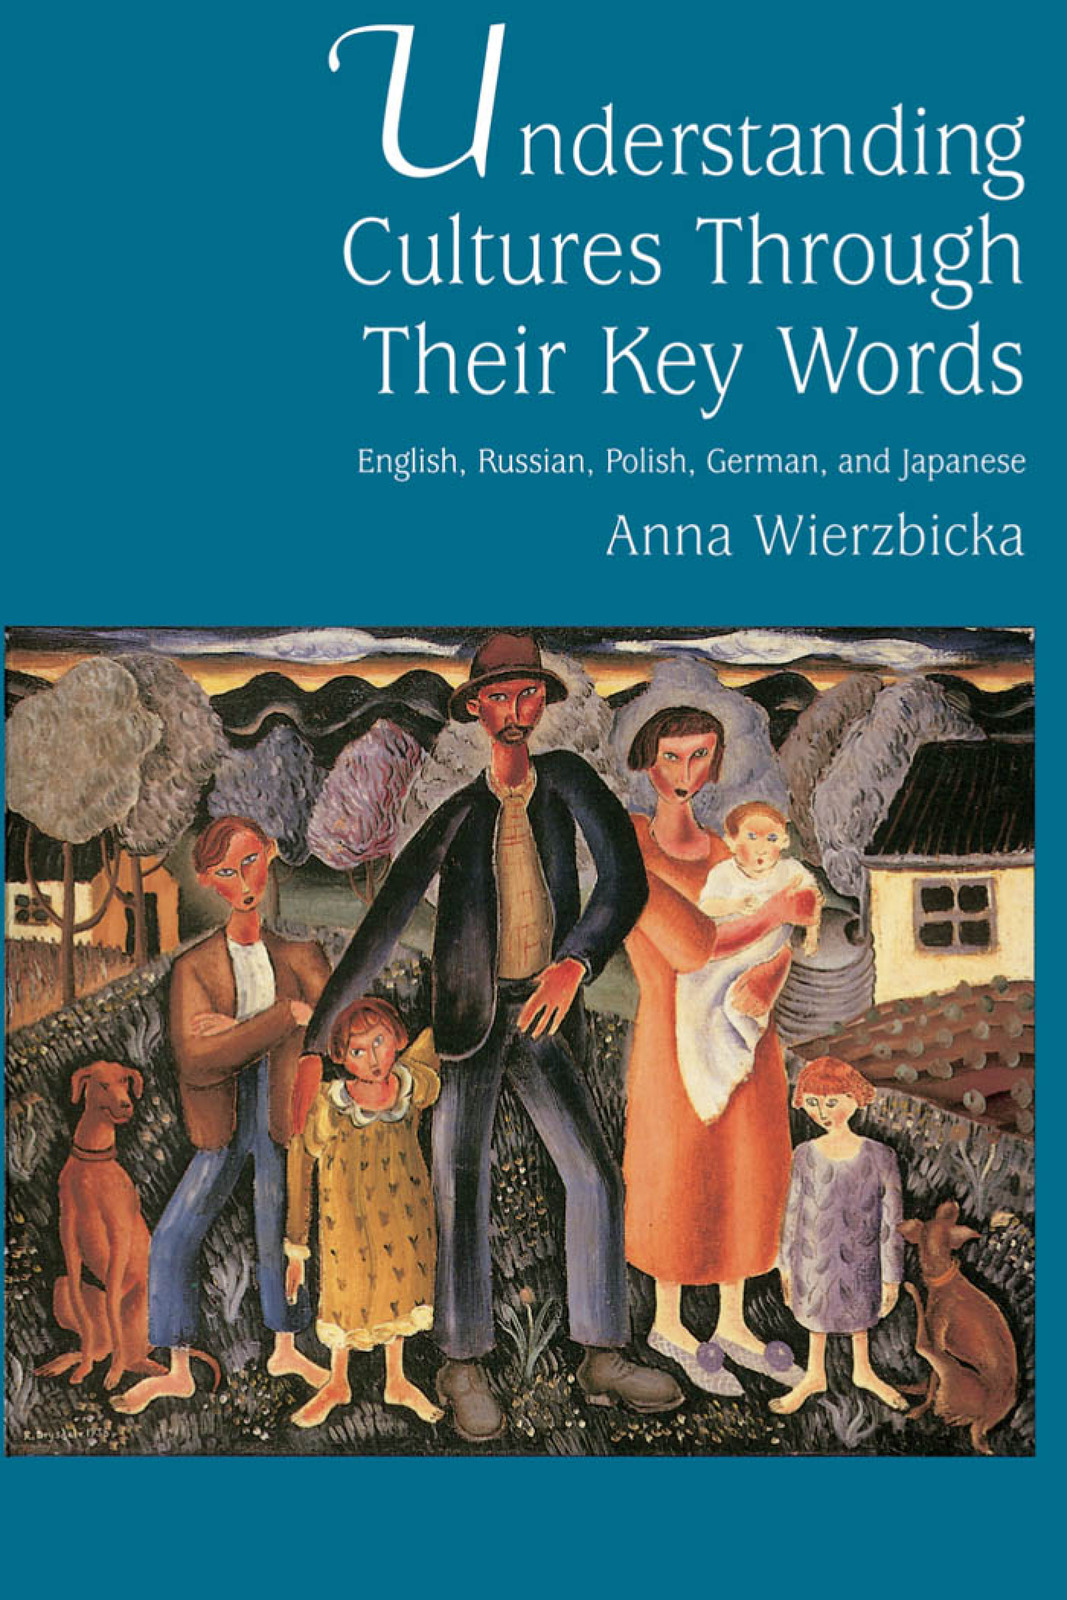 Understanding
Cultures Through
Their Key Words
English, Russian, Polish, German, and Japanese
Anna Wierzbicka